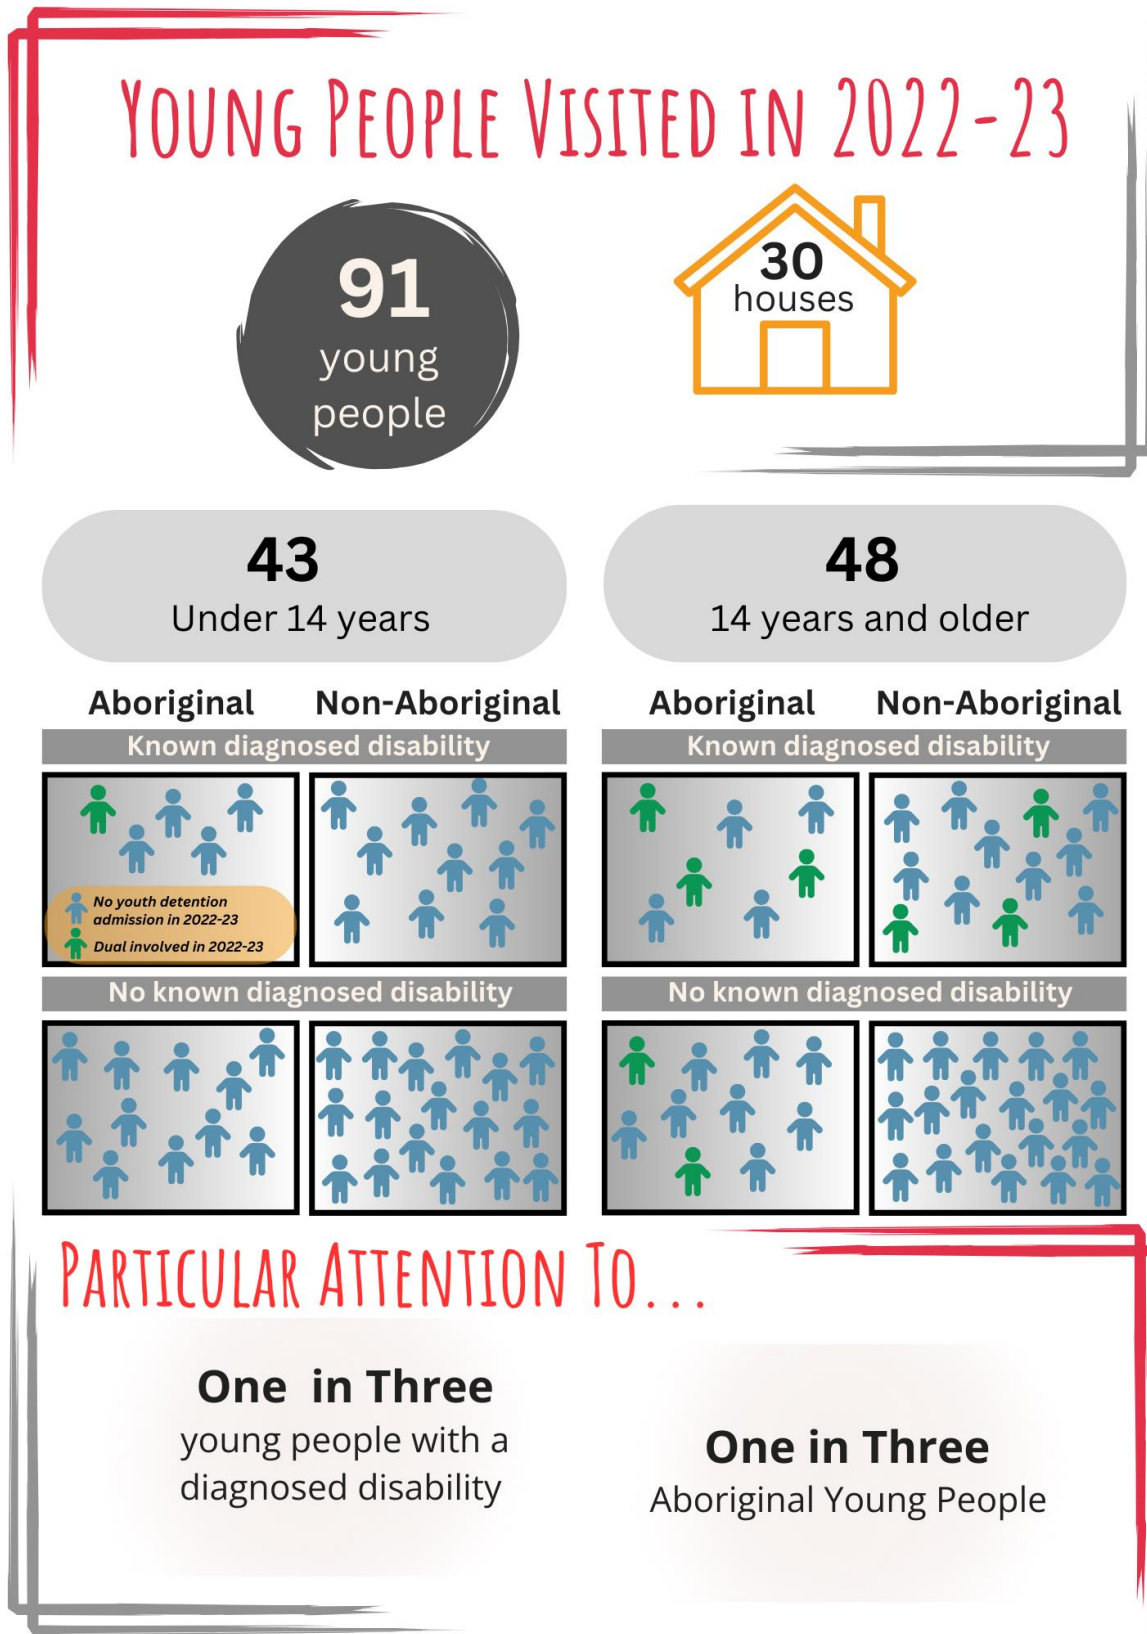 YOUNG PEOPLE VISITED IN 2022-23
91
young
people
30
houses
43
Under 14 years
48
14 years and older
Aboriginal
Non-Aboriginal
Aboriginal
Non-Aboriginal
Known diagnosed disability
Known diagnosed disability
No youth detention
admission in 2022-23
Dual involved in 2022-23
No known diagnosed disability
No known diagnosed disability
PARTICULAR ATTENTION TO...
One in Three
young people with a
diagnosed disability
One in Three
Aboriginal Young People